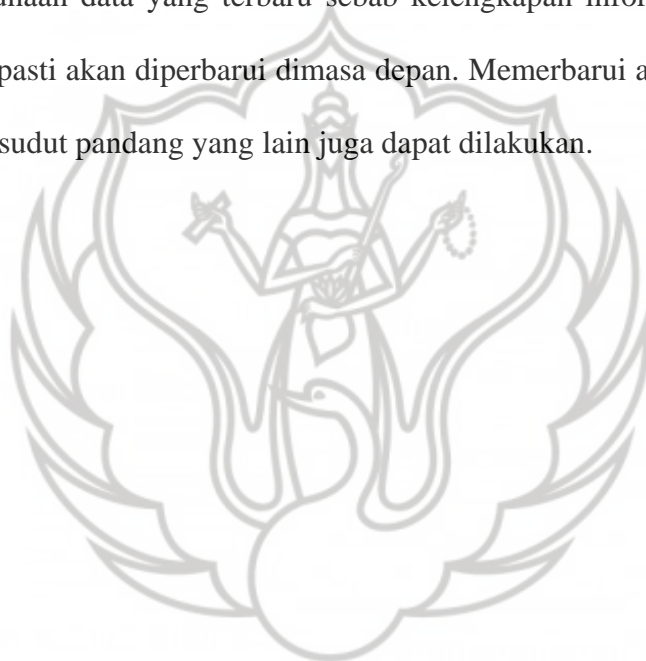 data yang terbaru sebab kelengkapan
pasti akan diperbarui dimasa depan. Memerbarui
sudut pandang yang lain juga dapat dilakukan.